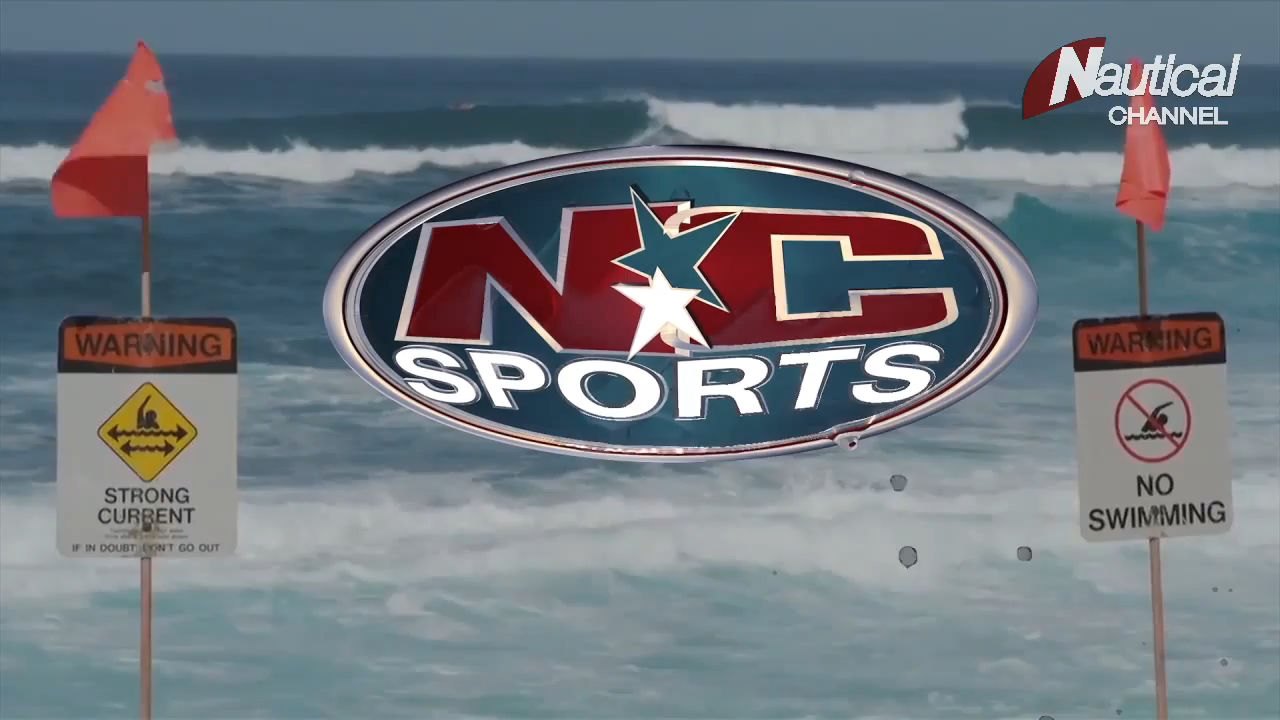 Nautical
CHANNEL
NC
SPORTS
WARNING
STRONG
CURRENT
IF IN DOUBT, DON'T GO OUT
WARNING
NO
SWIMMING